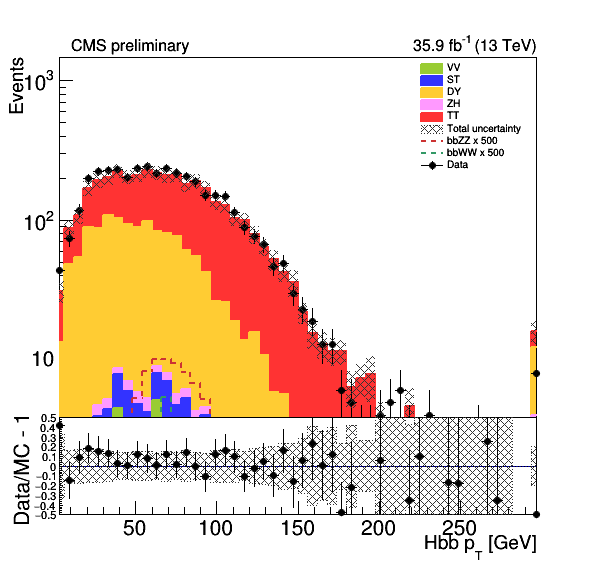 CMS preliminary 35.9 fb⁻¹ (13 TeV)
Events
10³
10²
10
VV
ST
DY
ZH
TT
Total uncertainty
bbZZ x 500
bbWW x 500
Data
Data/MC - 1
0.5
0.4
0.3
0.2
0.1
0
−0.1
−0.2
−0.3
−0.4
−0.5
50 100 150 200 250
Hbb p_T [GeV]